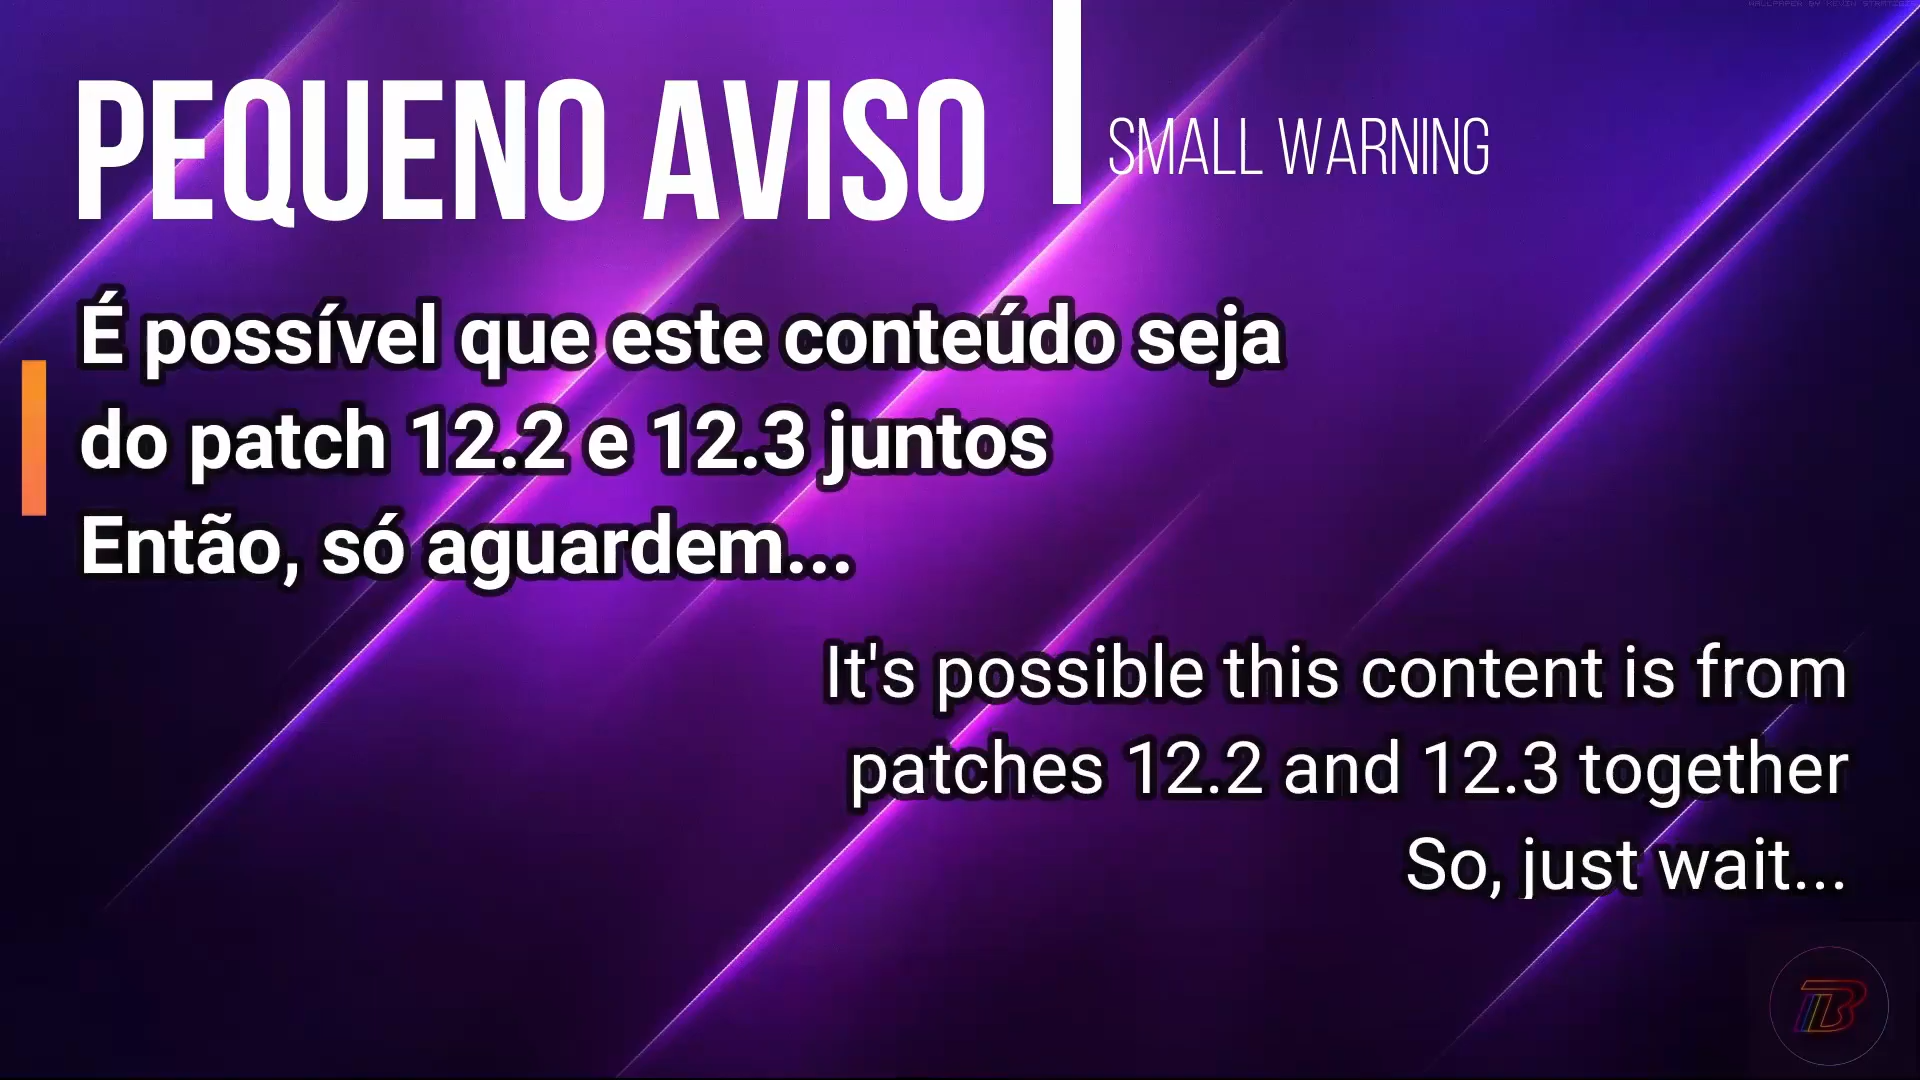 PEQUENO AVISO
SMALL WARNING
É possível que este conteúdo seja
do patch 12.2 e 12.3 juntos
Então, só aguardem...
It's possible this content is from
patches 12.2 and 12.3 together
So, just wait...